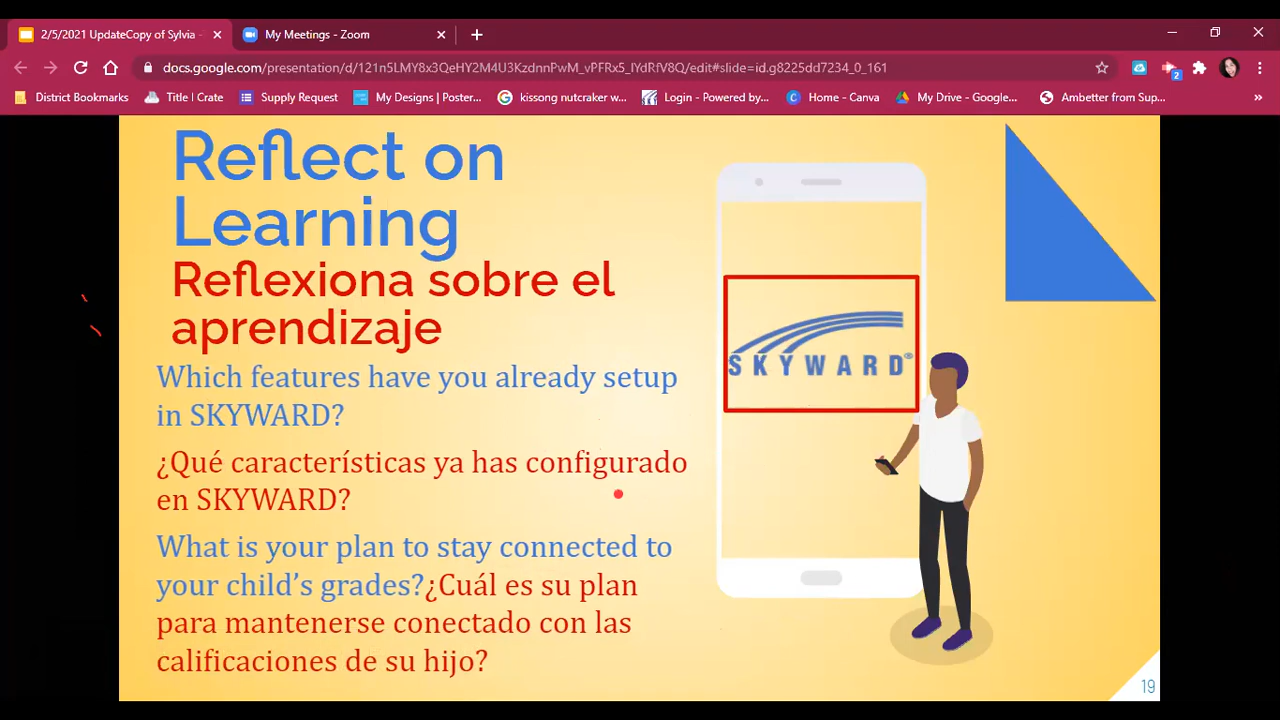 2/5/2021 UpdateCopy of Sylvia -
My Meetings - Zoom
docs.google.com/presentation/d/121n5LMY8x3QeHY2M4U3KzdnnPwM_vPFRx5_lYdRfV8Q/edit#slide=id.g8225dd7234_0_161
2
District Bookmarks
Title I Crate
Supply Request
My Designs | Poster...
kissong nutcraker w...
Login - Powered by...
Home - Canva
My Drive - Google...
Ambetter from Sup...
»
Reflect on
Learning
Reflexiona sobre el
aprendizaje
Which features have you already setup
in SKYWARD?
¿Qué características ya has configurado
en SKYWARD?
What is your plan to stay connected to
your child's grades?¿Cuál es su plan
para mantenerse conectado con las
calificaciones de su hijo?
SKYWARD®
19